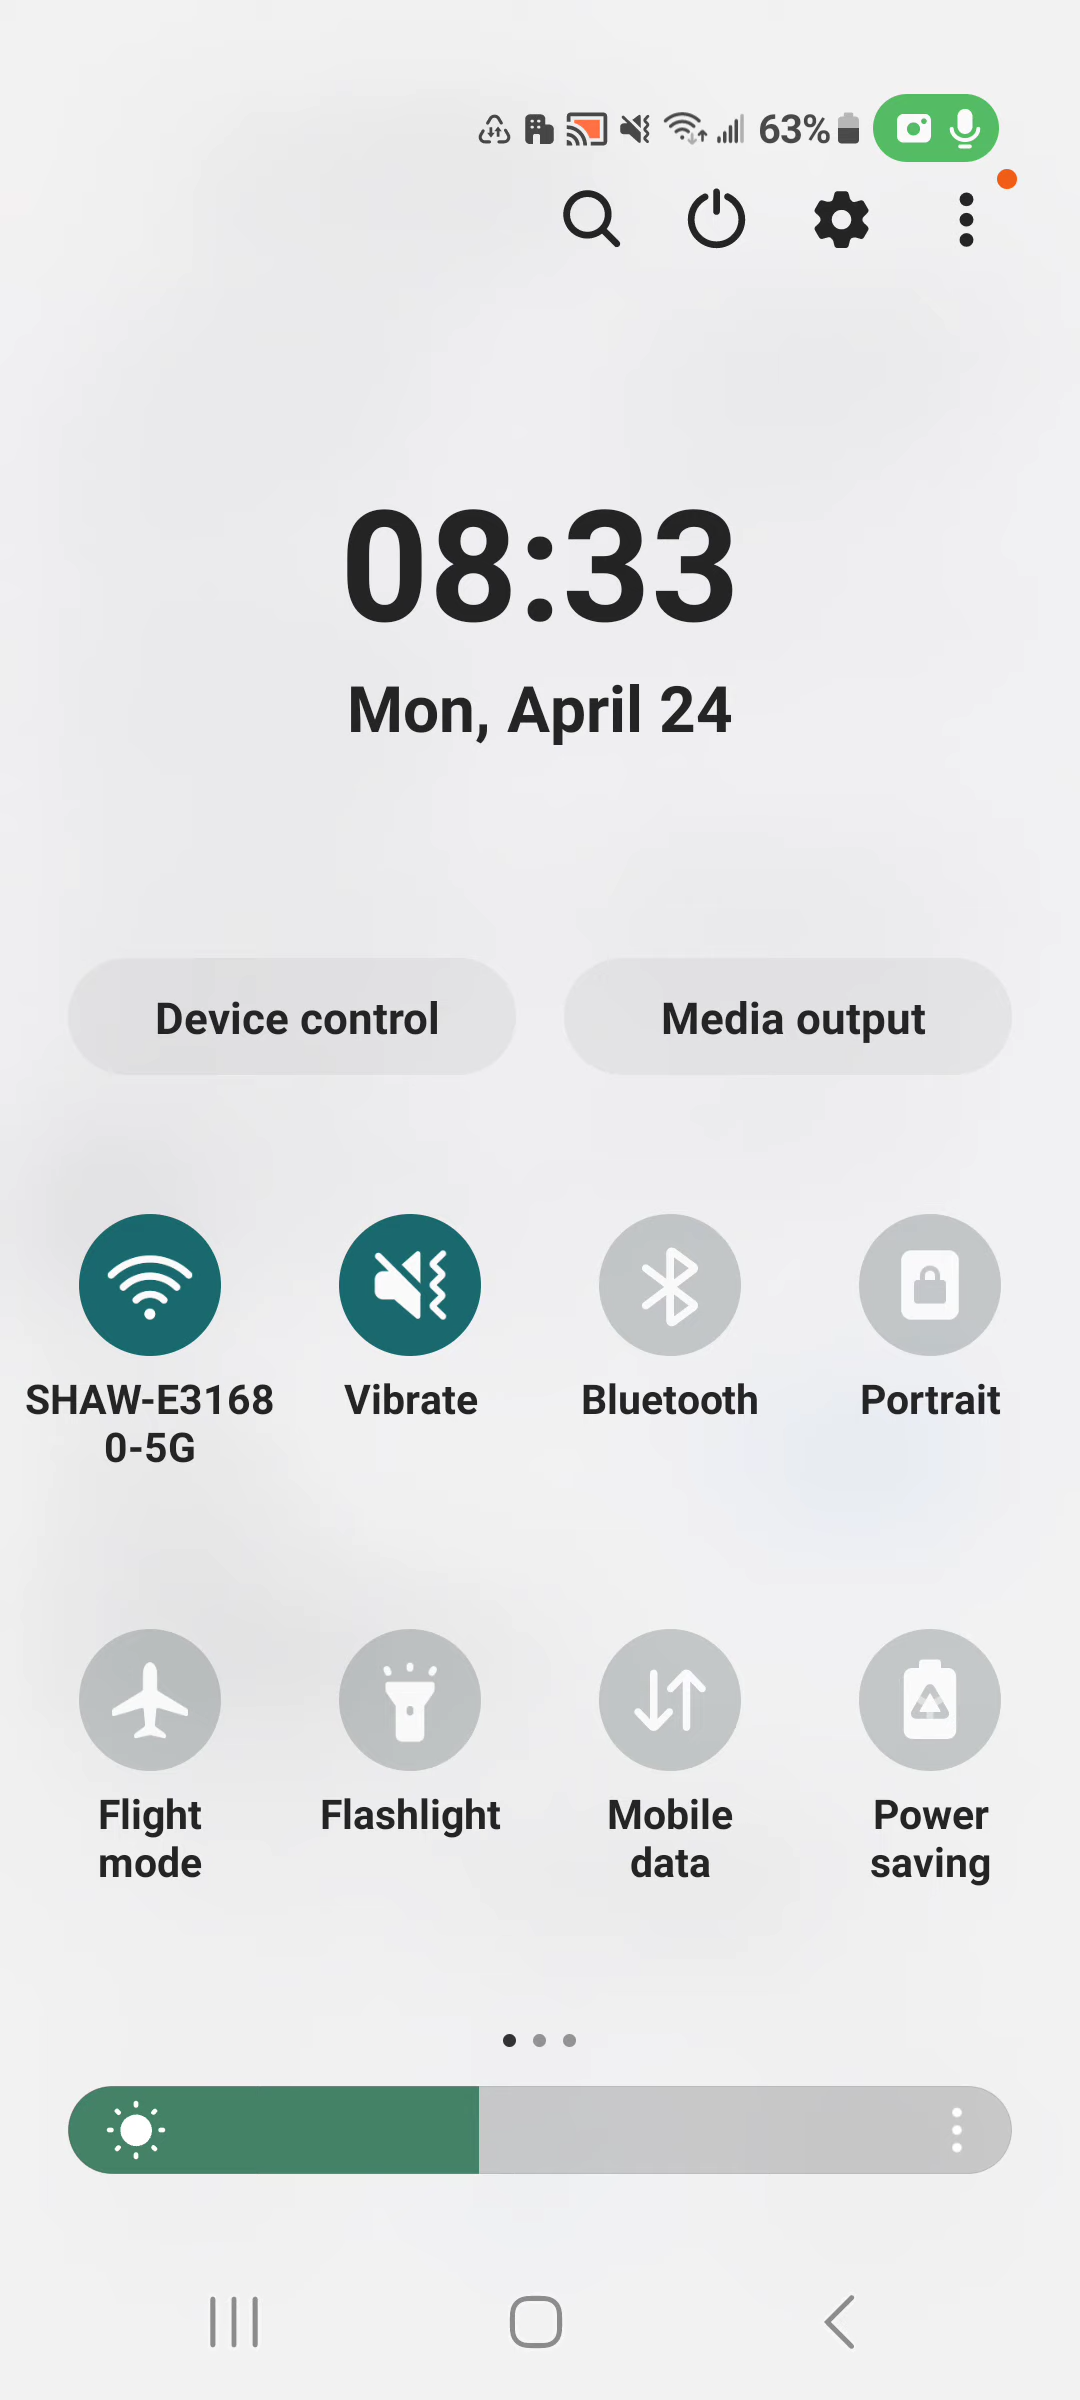 63%
08:33
Mon, April 24
Device control
Media output
SHAW-E3168
0-5G
Vibrate
Bluetooth
Portrait
Flight
mode
Flashlight
Mobile
data
Power
saving